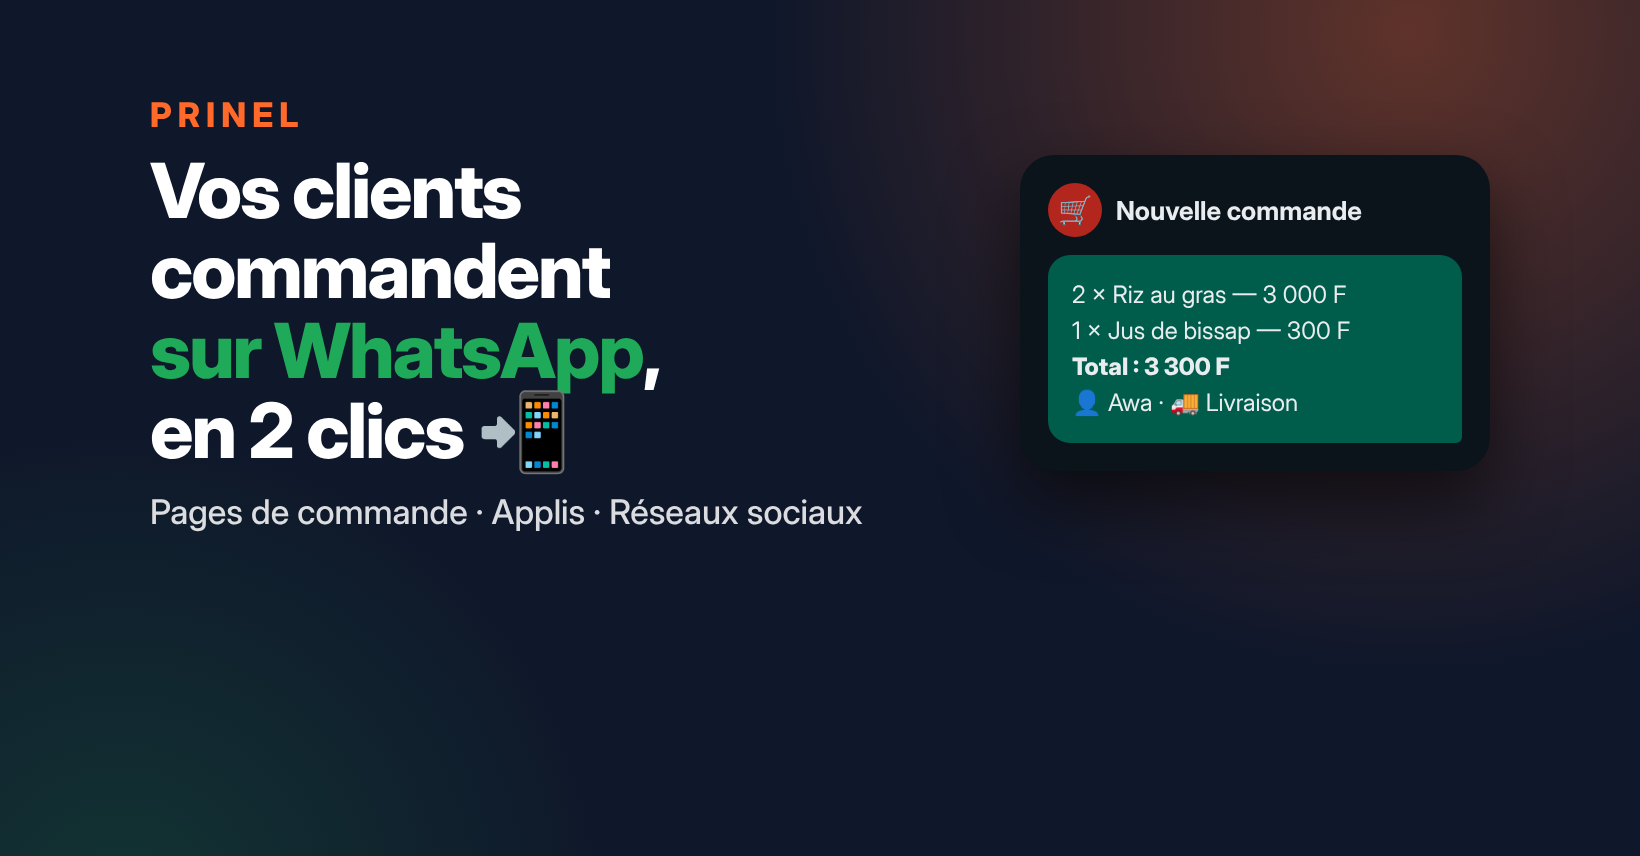 PRINEL
Vos clients
commandent
sur WhatsApp,
en 2 clics 📲
Pages de commande · Applis · Réseaux sociaux
🛒 Nouvelle commande
2 × Riz au gras — 3 000 F
1 × Jus de bissap — 300 F
Total : 3 300 F
👤 Awa · 🚚 Livraison